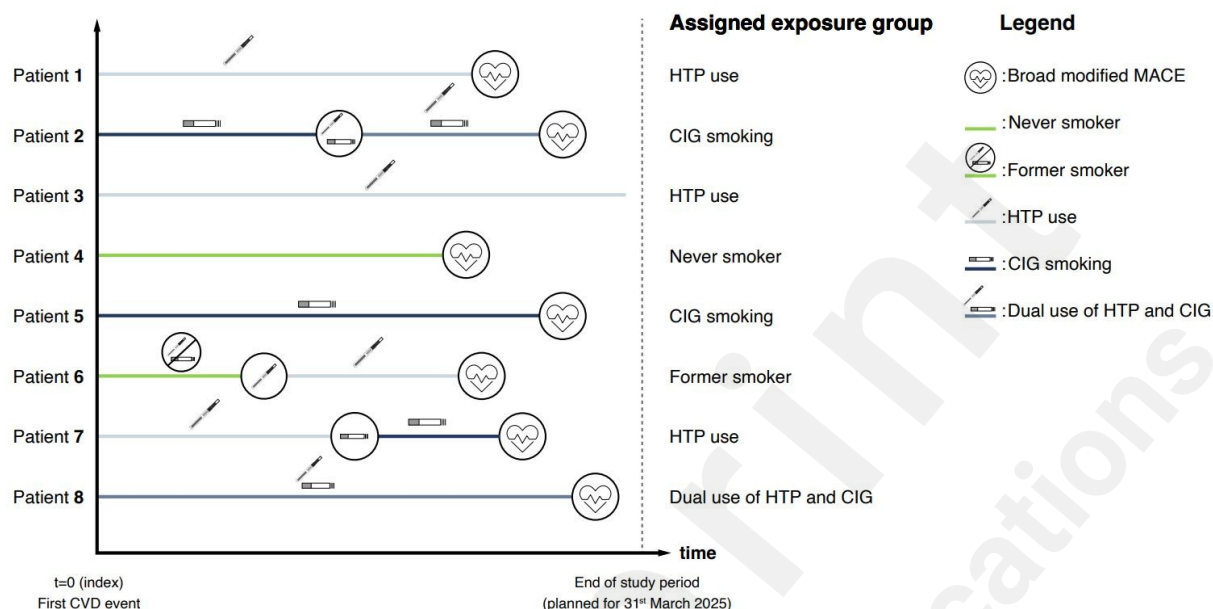 Assigned exposure group
Legend
Patient 1
HTP use
:Broad modified MACE
Patient 2
CIG smoking
:Never smoker
Patient 3
HTP use
:Former smoker
Patient 4
Never smoker
:HTP use
Patient 5
CIG smoking
:CIG smoking
:Dual use of HTP and CIG
Patient 6
Former smoker
Patient 7
HTP use
Patient 8
Dual use of HTP and CIG
time
t=0 (index)
First CVD event
End of study period
(planned for 31st March 2025)
rint
cations